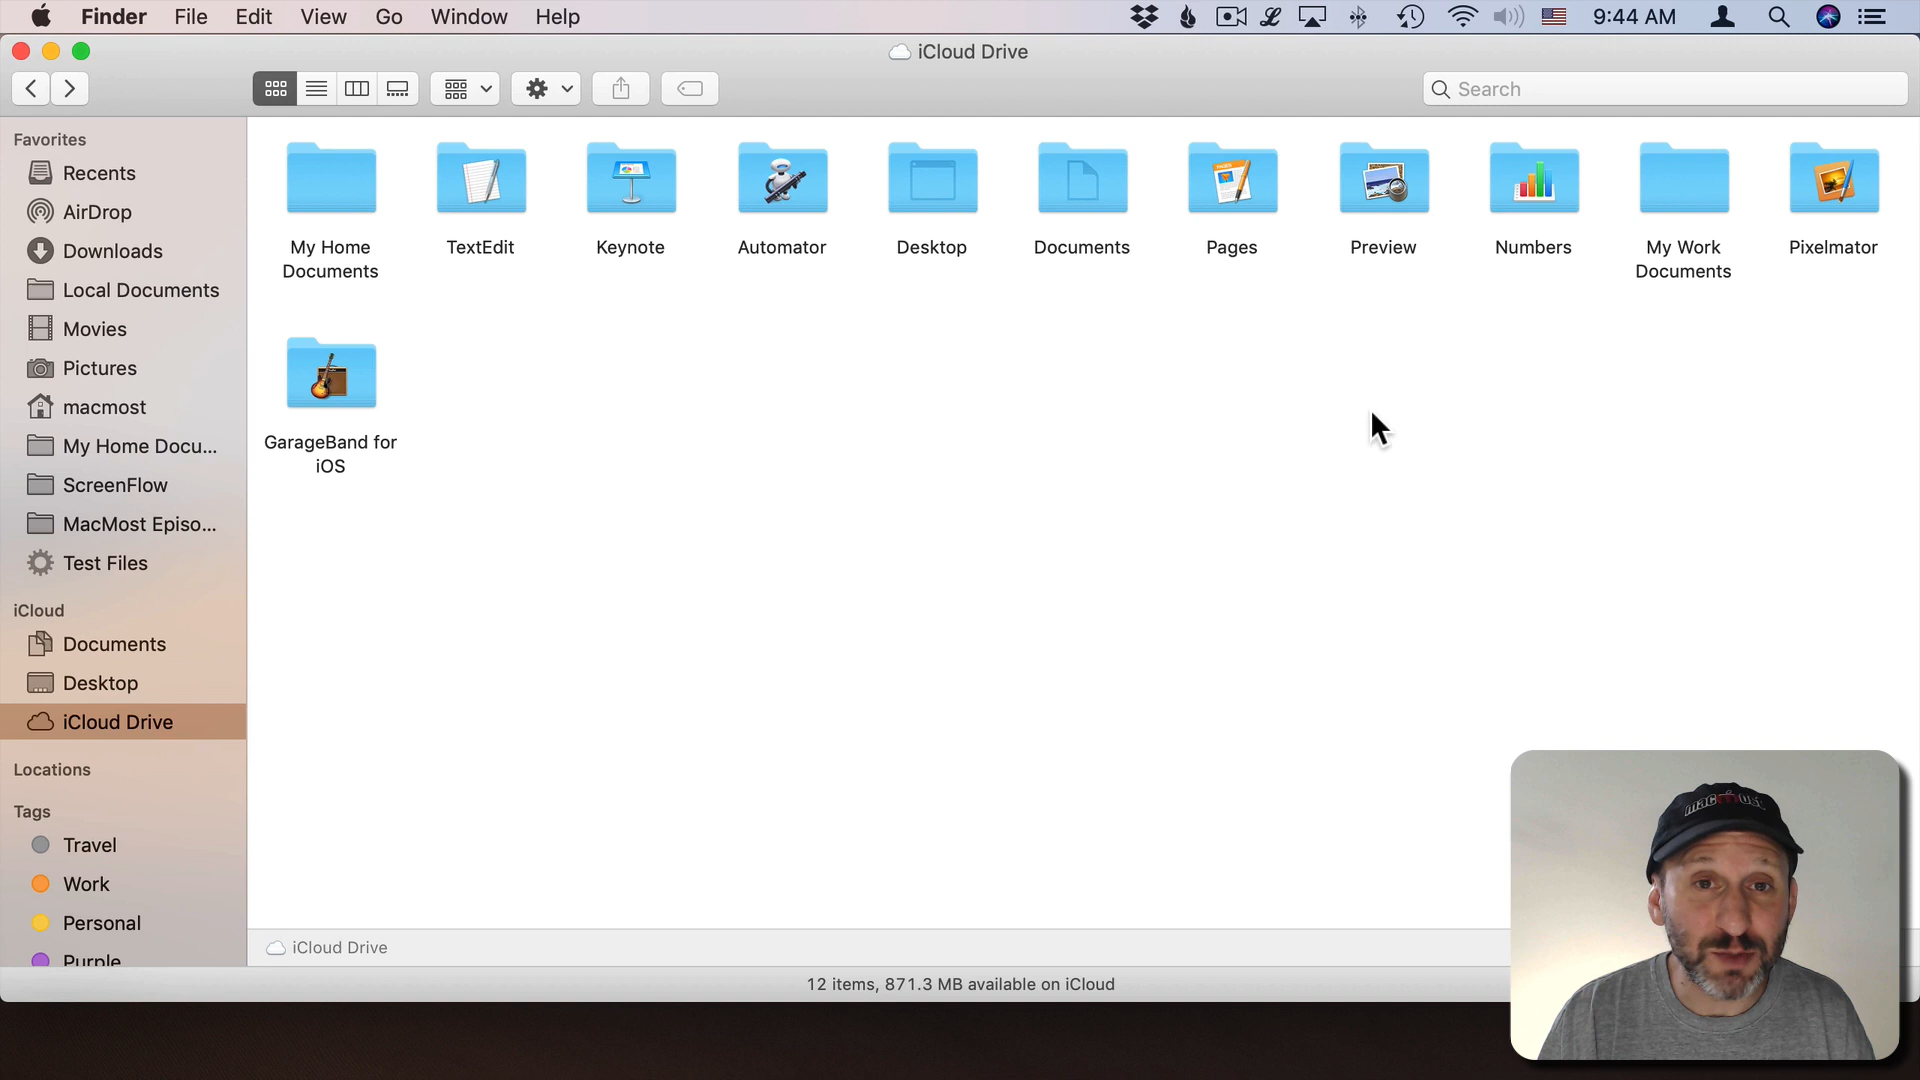 Finder File Edit View Go Window Help 9:44 AM
iCloud Drive
Search
Favorites
Recents
AirDrop
Downloads
Local Documents
Movies
Pictures
macmost
My Home Docu...
ScreenFlow
MacMost Episo...
Test Files
iCloud
Documents
Desktop
iCloud Drive
Locations
Tags
Travel
Work
Personal
Purple
My Home
Documents
TextEdit
Keynote
Automator
Desktop
Documents
Pages
Preview
Numbers
My Work
Documents
Pixelmator
GarageBand for
iOS
iCloud Drive
12 items, 871.3 MB available on iCloud
macmost